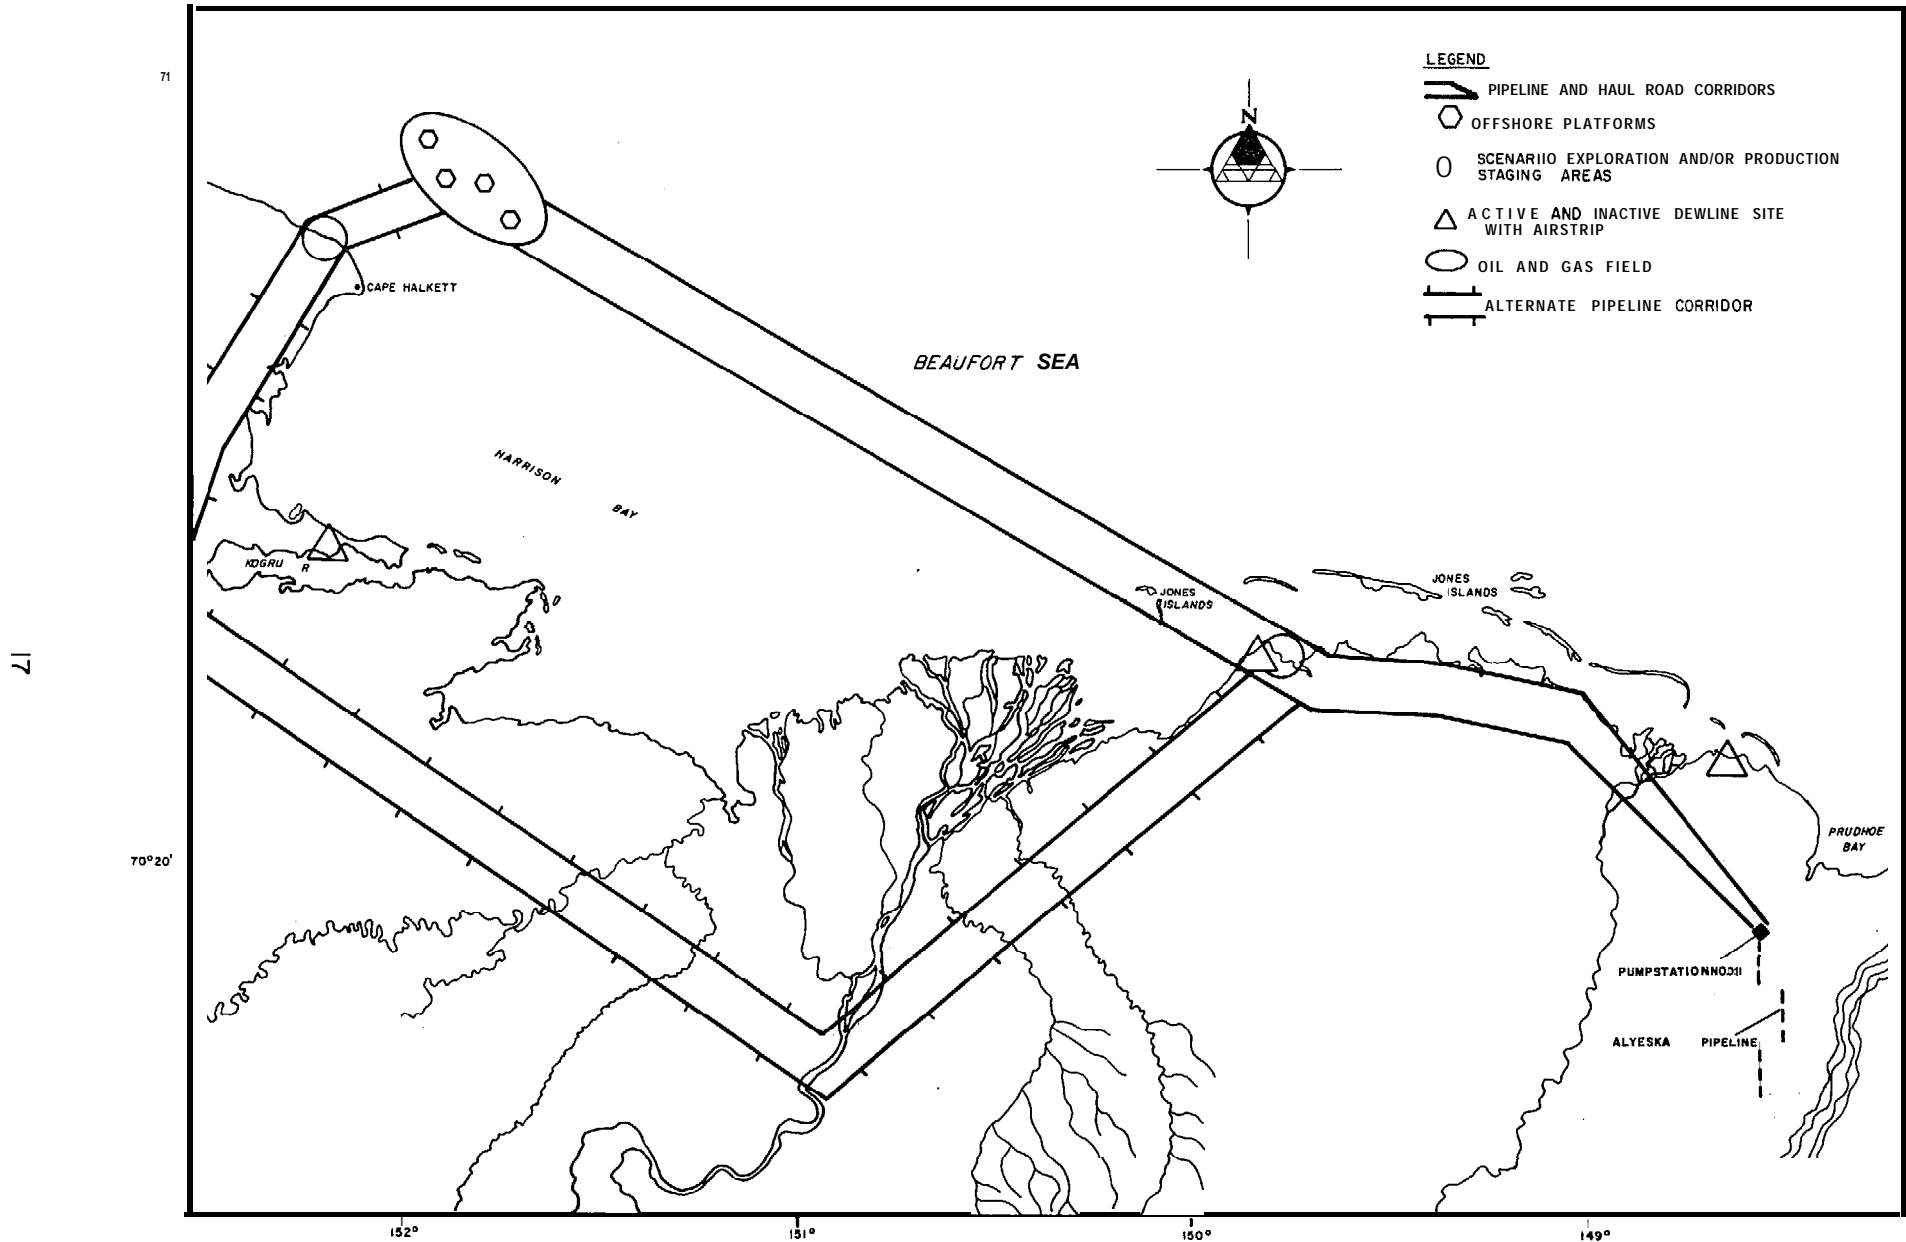 71
LEGEND
PIPELINE AND HAUL ROAD CORRIDORS
N
OFFSHORE PLATFORMS
SCENARIIO EXPLORATION AND/OR PRODUCTION
STAGING AREAS
ACTIVE AND INACTIVE DEWLINE SITE
WITH AIRSTRIP
OIL AND GAS FIELD
CAPE HALKETT
ALTERNATE PIPELINE CORRIDOR
BEAUFORT SEA
HARRISON
BAY
KOGRU R
JONES
ISLANDS
JONES
ISLANDS
17
PRUDHOE
BAY
70°20'
PUMPSTATIONNO.11
ALYESKA PIPELINE
152°
151°
150°
149°